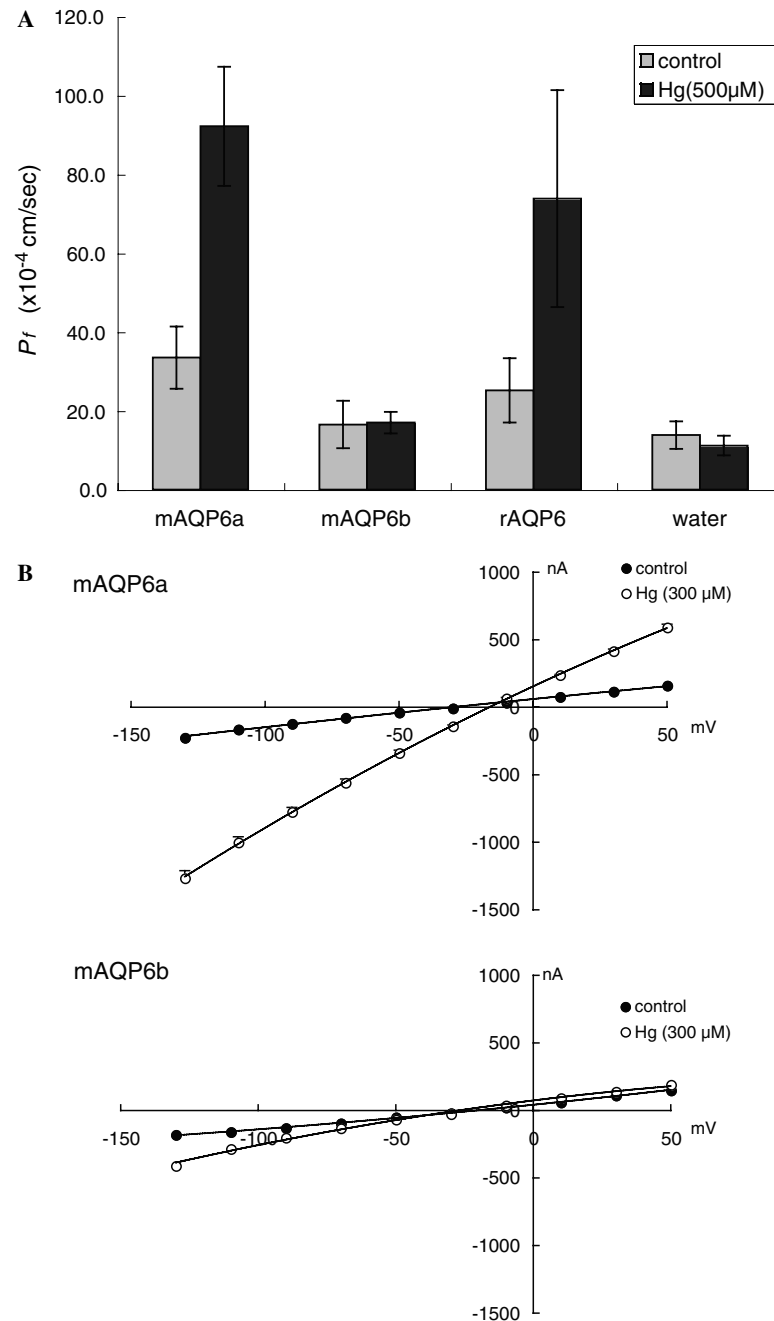 A
120.0
100.0
80.0
60.0
40.0
20.0
0.0
Pf (x10⁻⁴ cm/sec)
control
Hg(500μM)
mAQP6a mAQP6b rAQP6 water
B
mAQP6a
1000 nA
control
Hg (300 μM)
500
0
-150 -100 -50 0 50
mV
-500
-1000
-1500
mAQP6b
1000 nA
control
Hg (300 μM)
500
0
-150 -100 -50 0 50
mV
-500
-1000
-1500